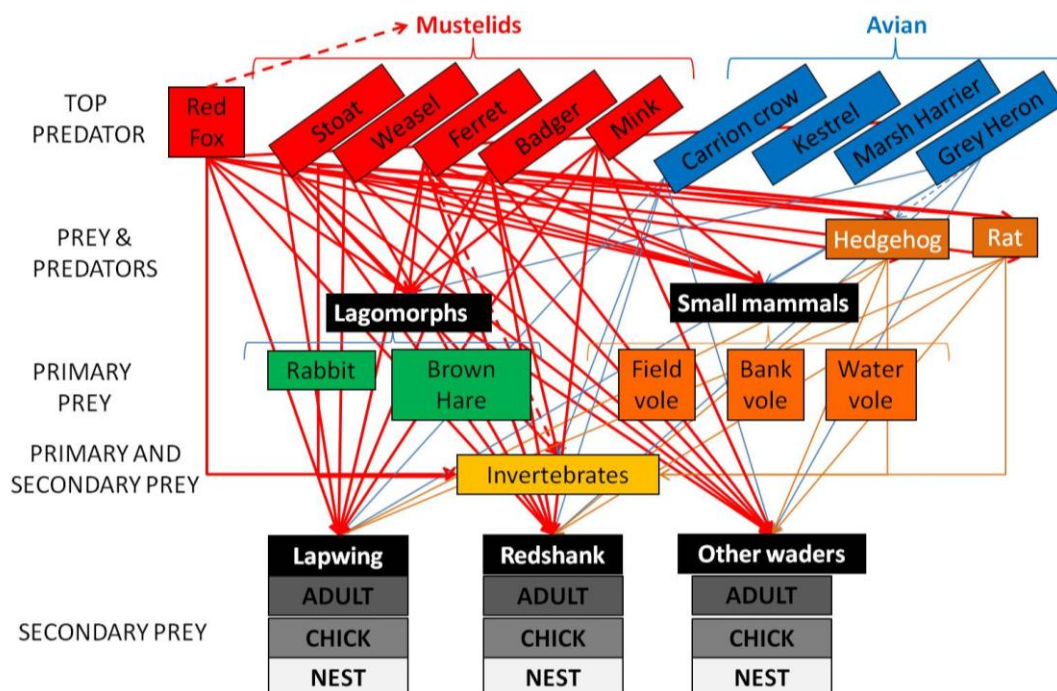 Mustelids
Avian
TOP
PREDATOR
Red
Fox
Stoat
Weasel
Ferret
Badger
Mink
Carrion crow
Kestrel
Marsh Harrier
Grey Heron
PREY &
PREDATORS
Hedgehog
Rat
Lagomorphs
Small mammals
PRIMARY
PREY
Rabbit
Brown
Hare
Field
vole
Bank
vole
Water
vole
PRIMARY AND
SECONDARY PREY
Invertebrates
Lapwing
Redshank
Other waders
SECONDARY PREY
ADULT
ADULT
ADULT
CHICK
CHICK
CHICK
NEST
NEST
NEST